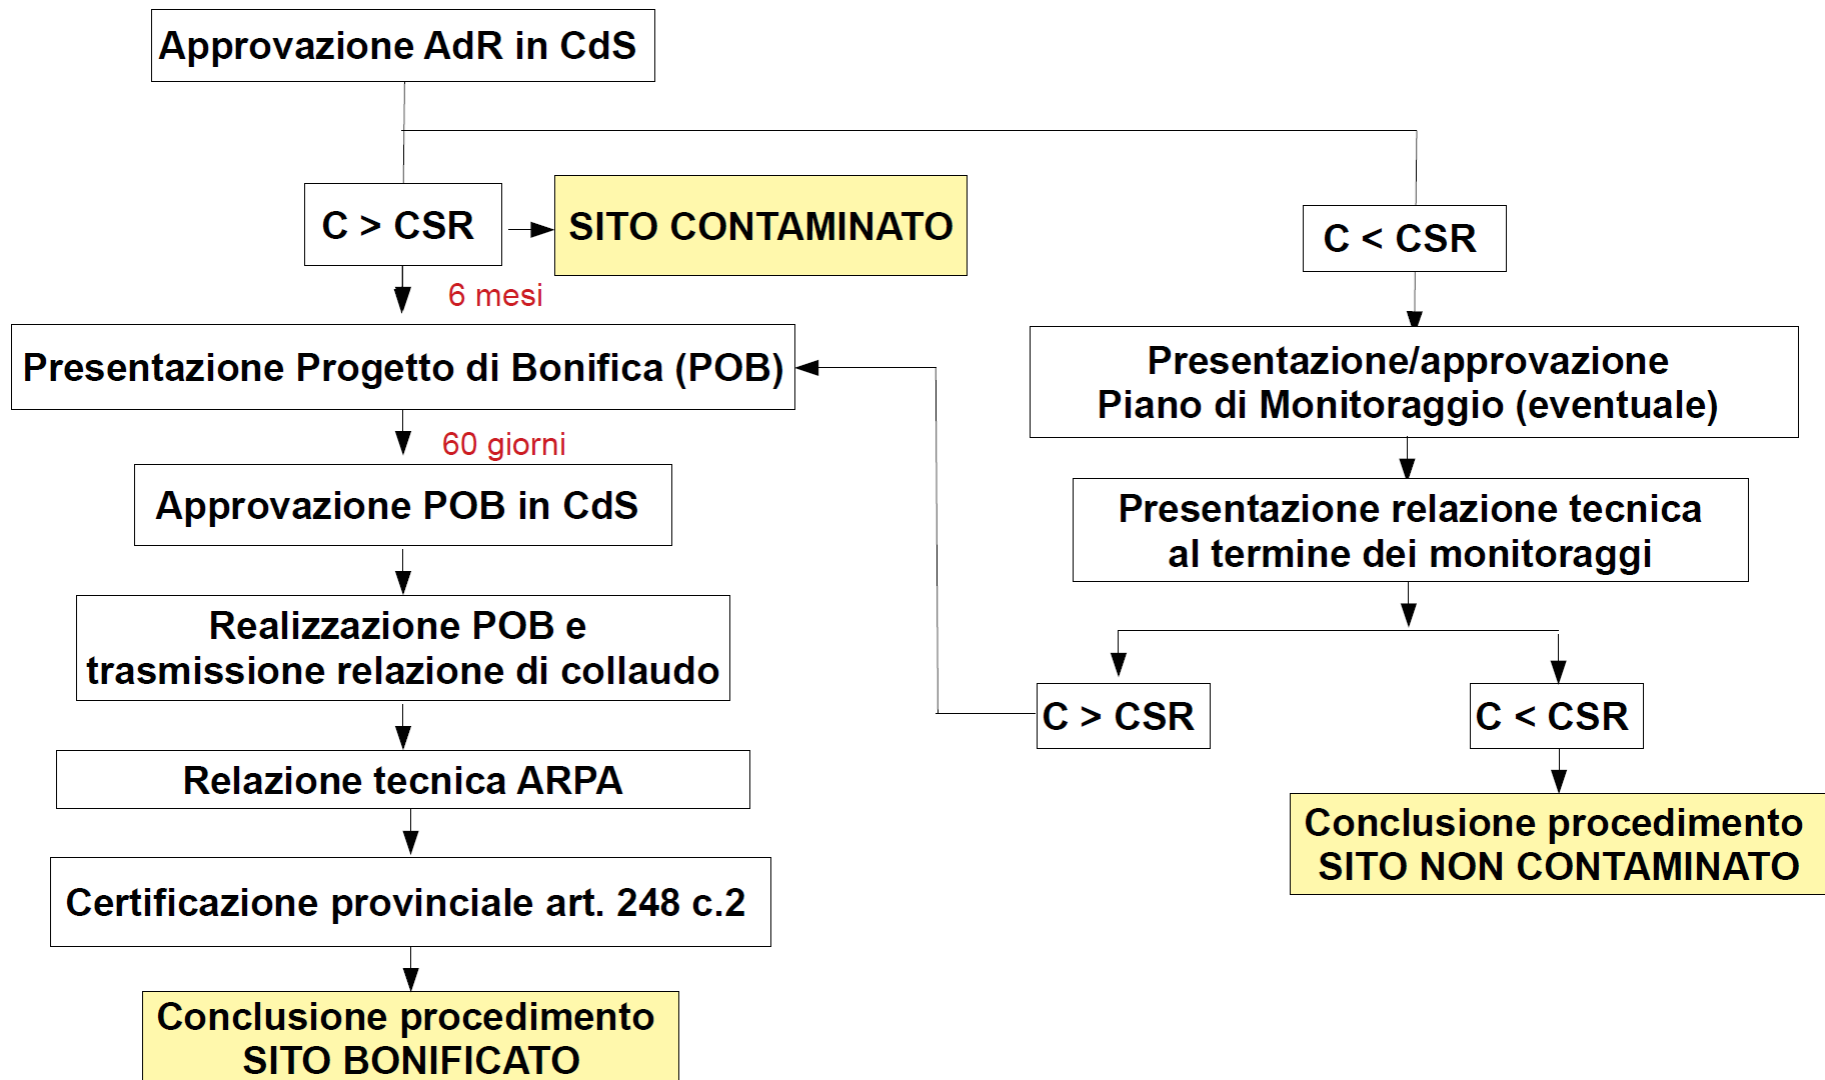 Approvazione AdR in CdS
C > CSR
SITO CONTAMINATO
C < CSR
6 mesi
Presentazione Progetto di Bonifica (POB)
Presentazione/approvazione
Piano di Monitoraggio (eventuale)
60 giorni
Approvazione POB in CdS
Presentazione relazione tecnica
al termine dei monitoraggi
Realizzazione POB e
trasmissione relazione di collaudo
C > CSR
C < CSR
Relazione tecnica ARPA
Conclusione procedimento
SITO NON CONTAMINATO
Certificazione provinciale art. 248 c.2
Conclusione procedimento
SITO BONIFICATO